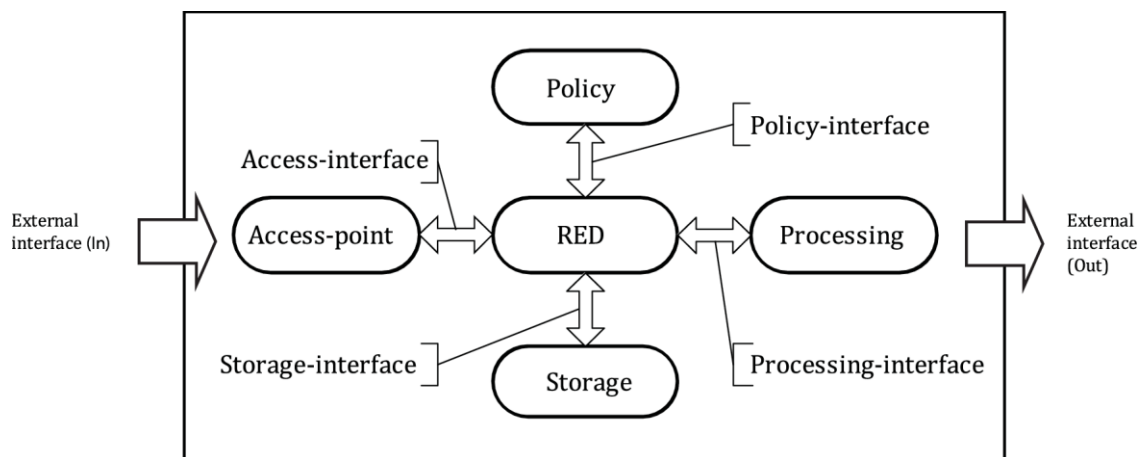 Policy
Policy-interface
Access-interface
External
interface (In)
Access-point
RED
Processing
External
interface
(Out)
Storage-interface
Processing-interface
Storage